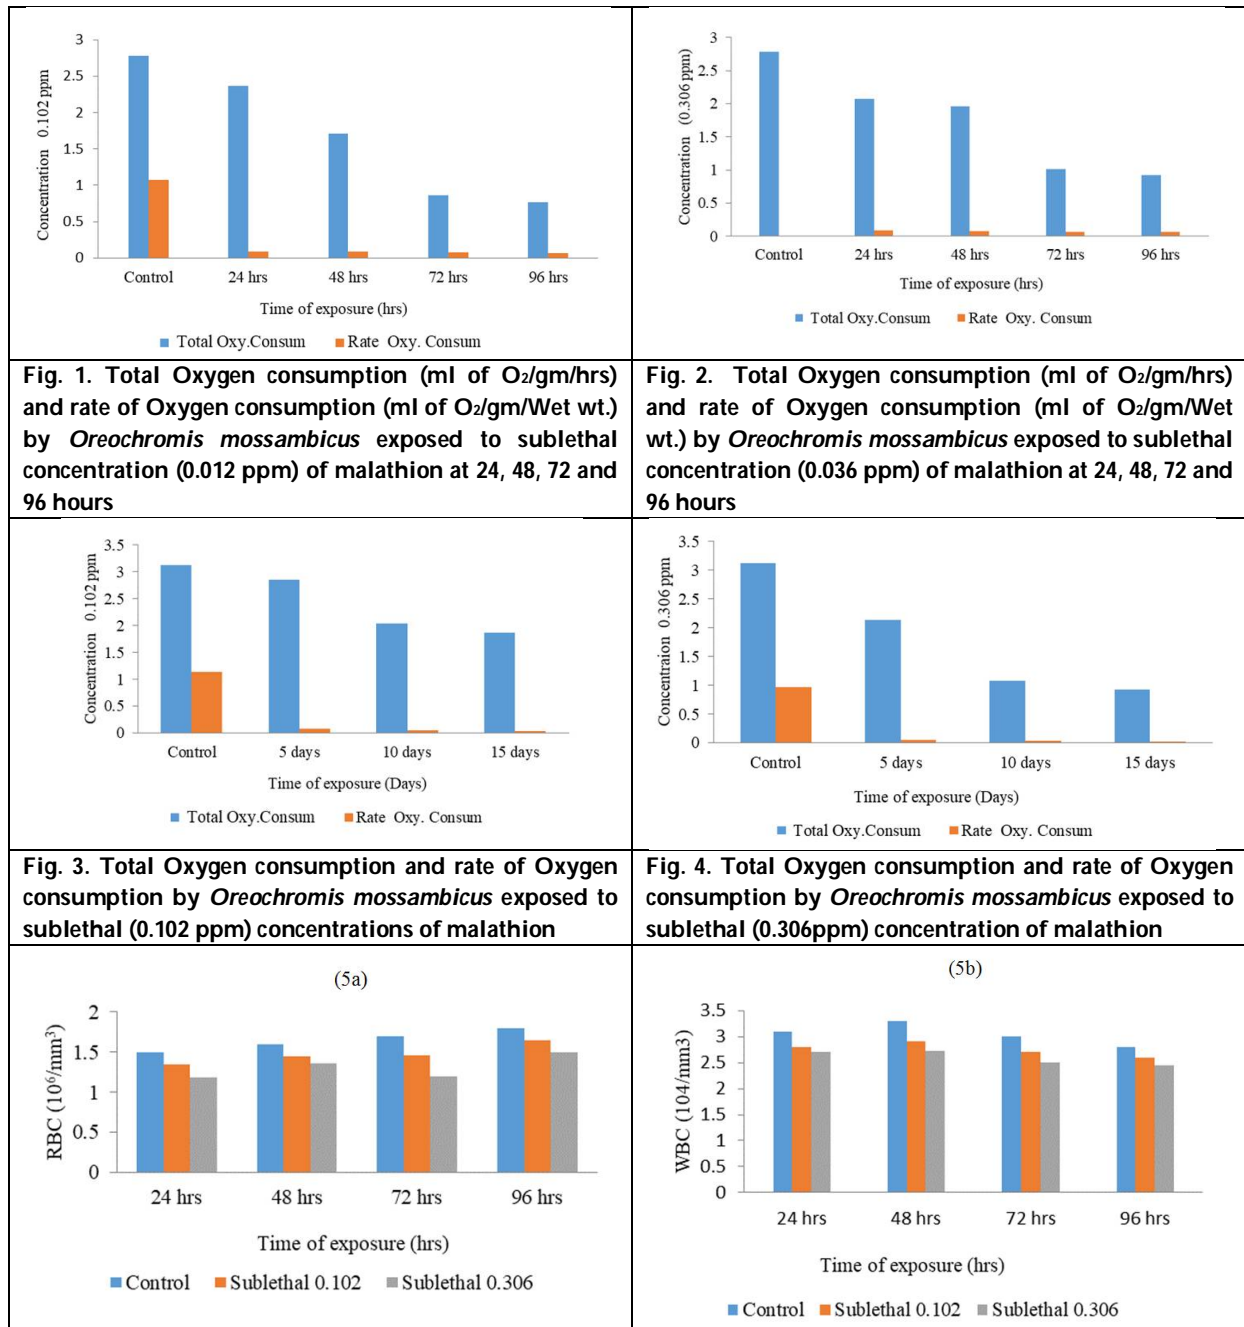 3
2.5
2
1.5
1
0.5
0
Concentration 0.102 ppm
Control 24 hrs 48 hrs 72 hrs 96 hrs
Time of exposure (hrs)
Total Oxy.Consum Rate Oxy. Consum
3
2.5
2
1.5
1
0.5
0
Concentration (0.306 ppm)
Control 24 hrs 48 hrs 72 hrs 96 hrs
Time of exposure (hrs)
Total Oxy.Consum Rate Oxy. Consum
Fig. 1. Total Oxygen consumption (ml of O2/gm/hrs)
and rate of Oxygen consumption (ml of O2/gm/Wet wt.)
by Oreochromis mossambicus exposed to sublethal
concentration (0.012 ppm) of malathion at 24, 48, 72 and
96 hours
Fig. 2. Total Oxygen consumption (ml of O2/gm/hrs)
and rate of Oxygen consumption (ml of O2/gm/Wet
wt.) by Oreochromis mossambicus exposed to sublethal
concentration (0.036 ppm) of malathion at 24, 48, 72 and
96 hours
3.5
3
2.5
2
1.5
1
0.5
0
Concentration 0.102 ppm
Control 5 days 10 days 15 days
Time of exposure (Days)
Total Oxy.Consum Rate Oxy. Consum
3.5
3
2.5
2
1.5
1
0.5
0
Concentraion 0.306 ppm
Control 5 days 10 days 15 days
Time of exposure (Days)
Total Oxy.Consum Rate Oxy. Consum
Fig. 3. Total Oxygen consumption and rate of Oxygen
consumption by Oreochromis mossambicus exposed to
sublethal (0.102 ppm) concentrations of malathion
Fig. 4. Total Oxygen consumption and rate of Oxygen
consumption by Oreochromis mossambicus exposed to
sublethal (0.306ppm) concentration of malathion
(5a)
2
1.5
1
0.5
0
RBC (10⁶/mm³)
24 hrs 48 hrs 72 hrs 96 hrs
Time of exposure (hrs)
Control Sublethal 0.102 Sublethal 0.306
(5b)
3.5
3
2.5
2
1.5
1
0.5
0
WBC (104/mm3)
24 hrs 48 hrs 72 hrs 96 hrs
Time of exposure (hrs)
Control Sublethal 0.102 Sublethal 0.306